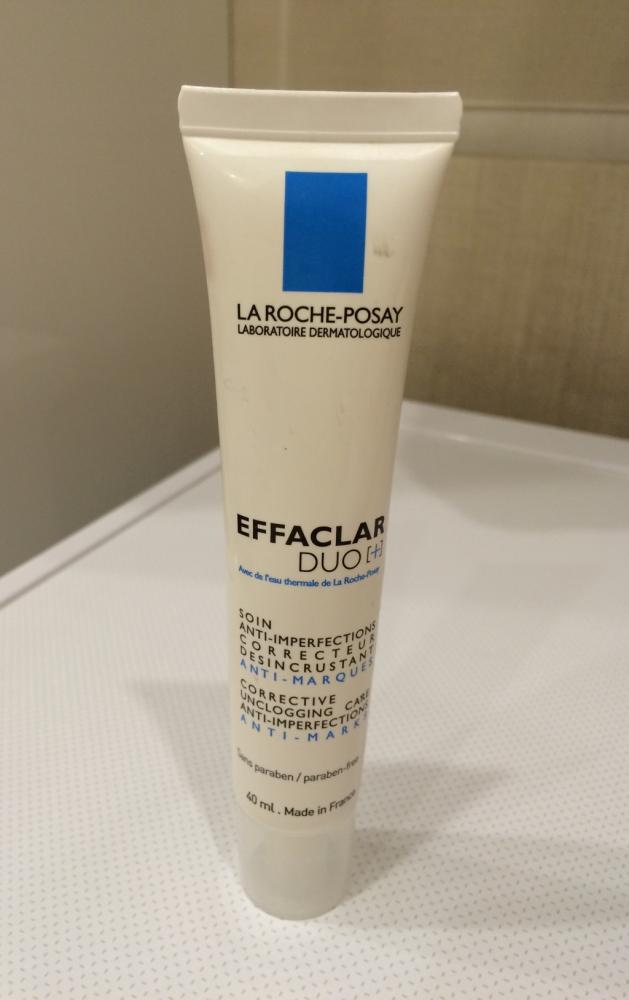 LA ROCHE-POSAY
LABORATOIRE DERMATOLOGIQUE
EFFACLAR
DUO [+]
Avec de l'eau thermale de La Roche-Posay
SOIN
ANTI-IMPERFECTIONS
CORRECTEUR
DESINCRUSTANT
ANTI-MARQUES
CORRECTIVE
UNCLOGGING CARE
ANTI-IMPERFECTIONS
ANTI-MARKS
Sans paraben / paraben-free
40 ml . Made in France